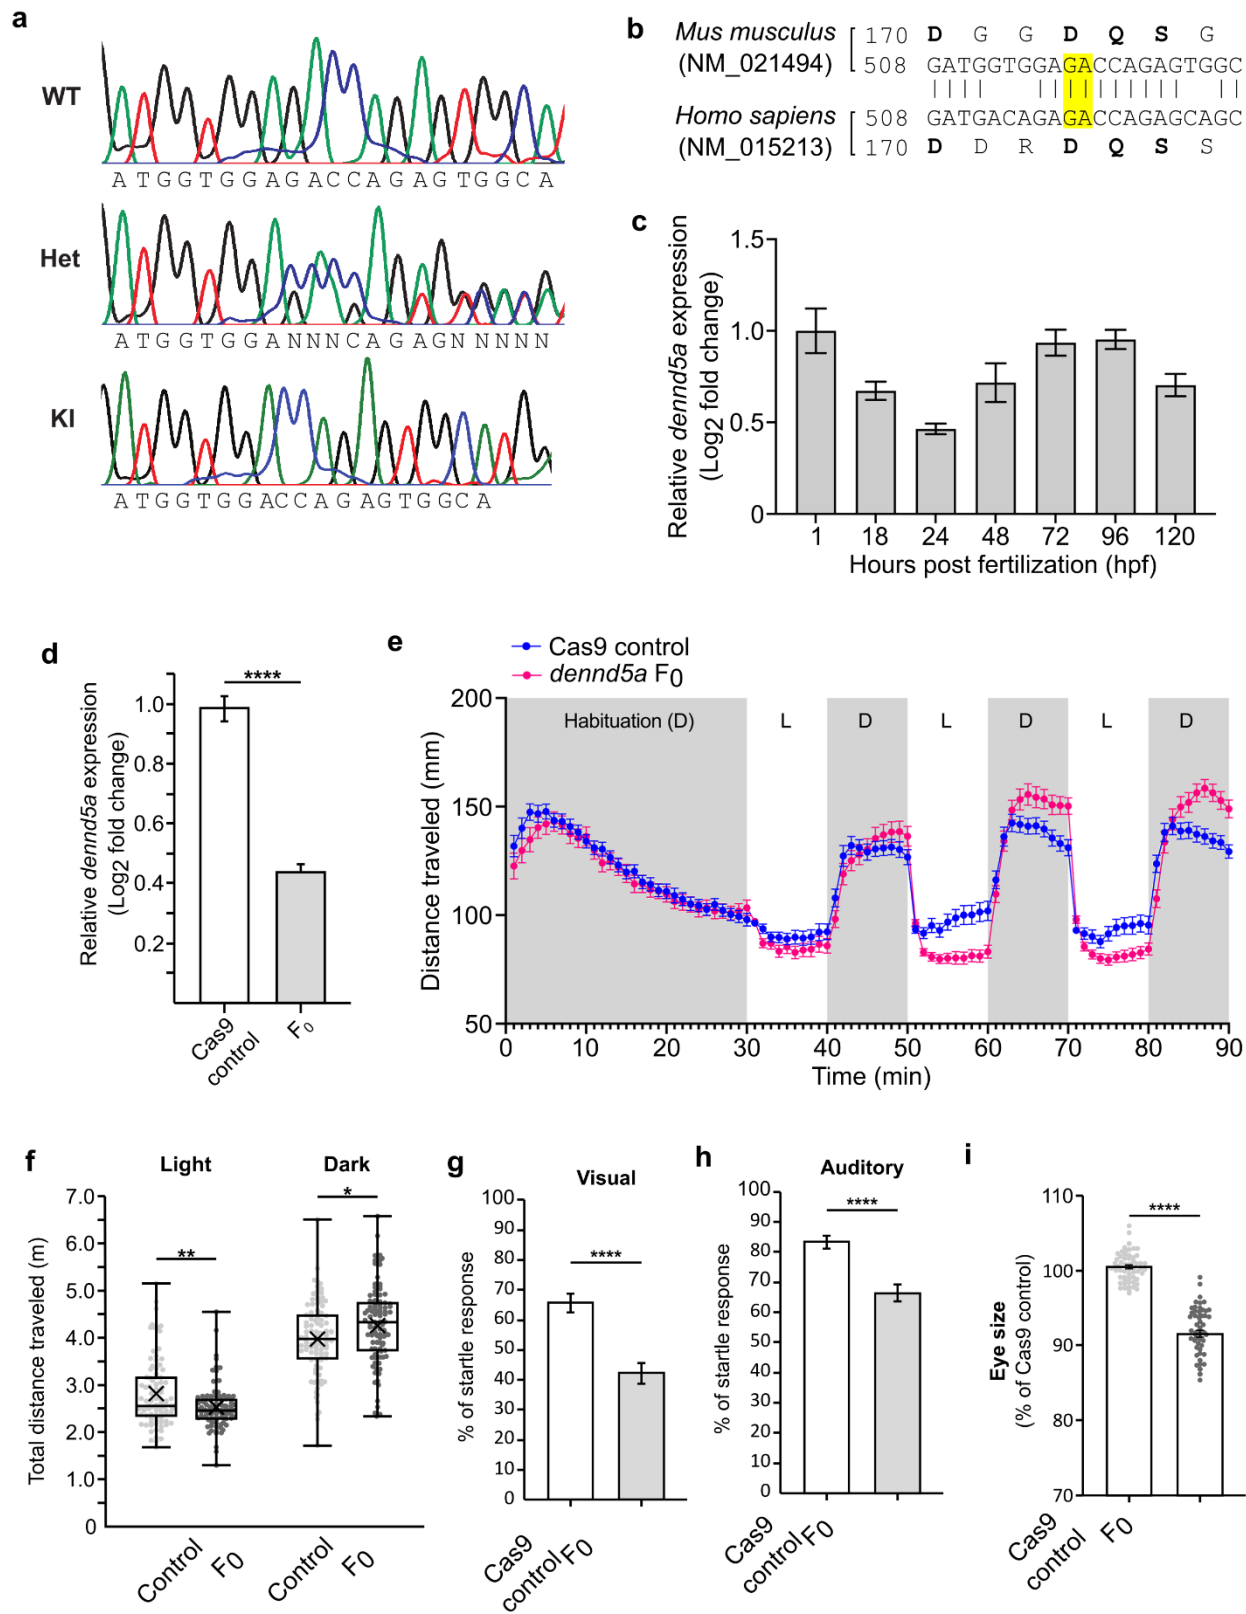 a
WT
A T G G T G G A G A C C A G A G T G G C A
Het
A T G G T G G A N N N C A G A G N N N N N
KI
A T G G T G G A C C A G A G T G G C A
b
Mus musculus
(NM_021494)
170 D G G D Q S G
508 GATGGTGGAGACCAGAGTGGC
Homo sapiens
(NM_015213)
508 GATGACAGAGACCAGAGCAGC
170 D D R D Q S S
c
Relative dennd5a expression
(Log2 fold change)
1.5
1.0
0.5
0
1 18 24 48 72 96 120
Hours post fertilization (hpf)
d
Relative dennd5a expression
(Log2 fold change)
1.0
0.8
0.6
0.4
0.2
****
Cas9
control
F0
e
Cas9 control
dennd5a F0
Distance traveled (mm)
200
150
100
50
Habituation (D) L D L D L D
0 10 20 30 40 50 60 70 80 90
Time (min)
f
Light Dark
Total distance traveled (m)
7.0
6.0
5.0
4.0
3.0
2.0
1.0
0
**
*
Control F0 Control F0
g
Visual
% of startle response
100
90
80
70
60
50
40
30
20
10
0
****
Cas9
control F0
h
Auditory
% of startle response
100
90
80
70
60
50
40
30
20
10
0
****
Cas9
control F0
i
Eye size
(% of Cas9 control)
110
100
90
80
70
****
Cas9
control F0